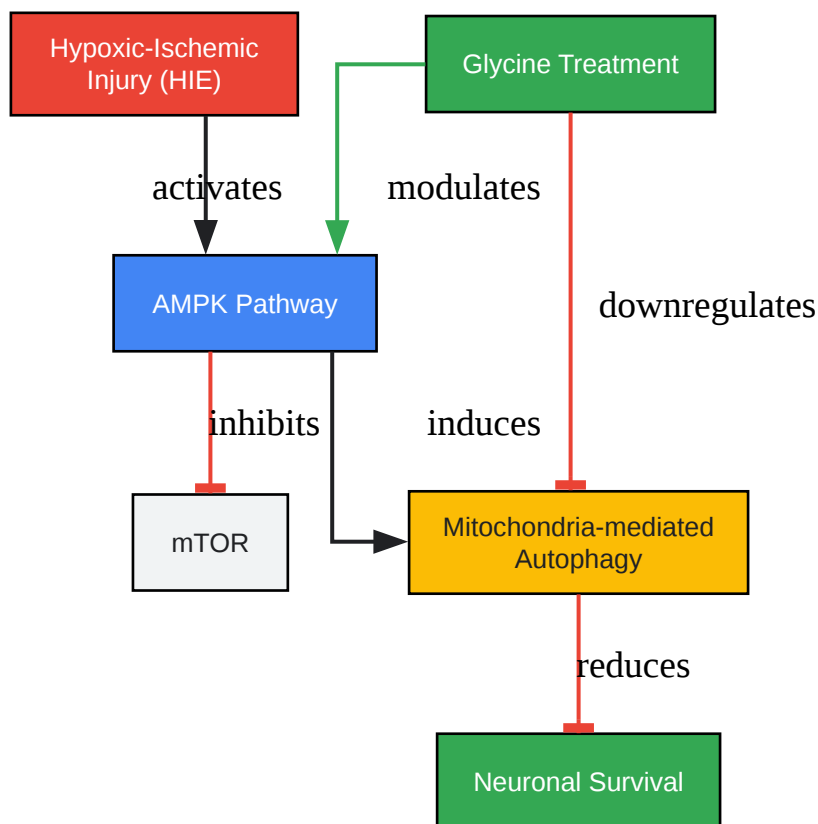 Hypoxic-Ischemic
Injury (HIE)
Glycine Treatment
activates
modulates
AMPK Pathway
downregulates
inhibits
induces
mTOR
Mitochondria-mediated
Autophagy
reduces
Neuronal Survival